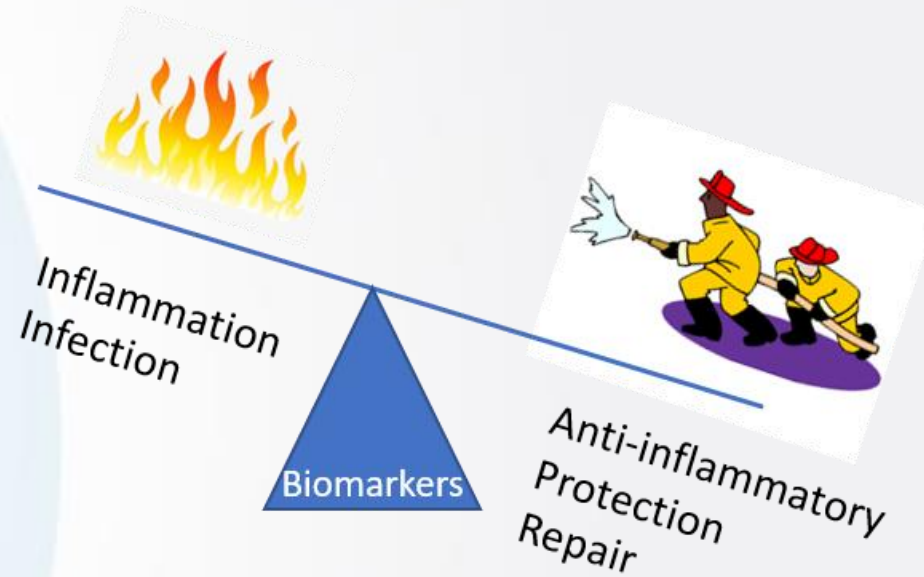 Inflammation
Infection
Biomarkers
Anti-inflammatory
Protection
Repair